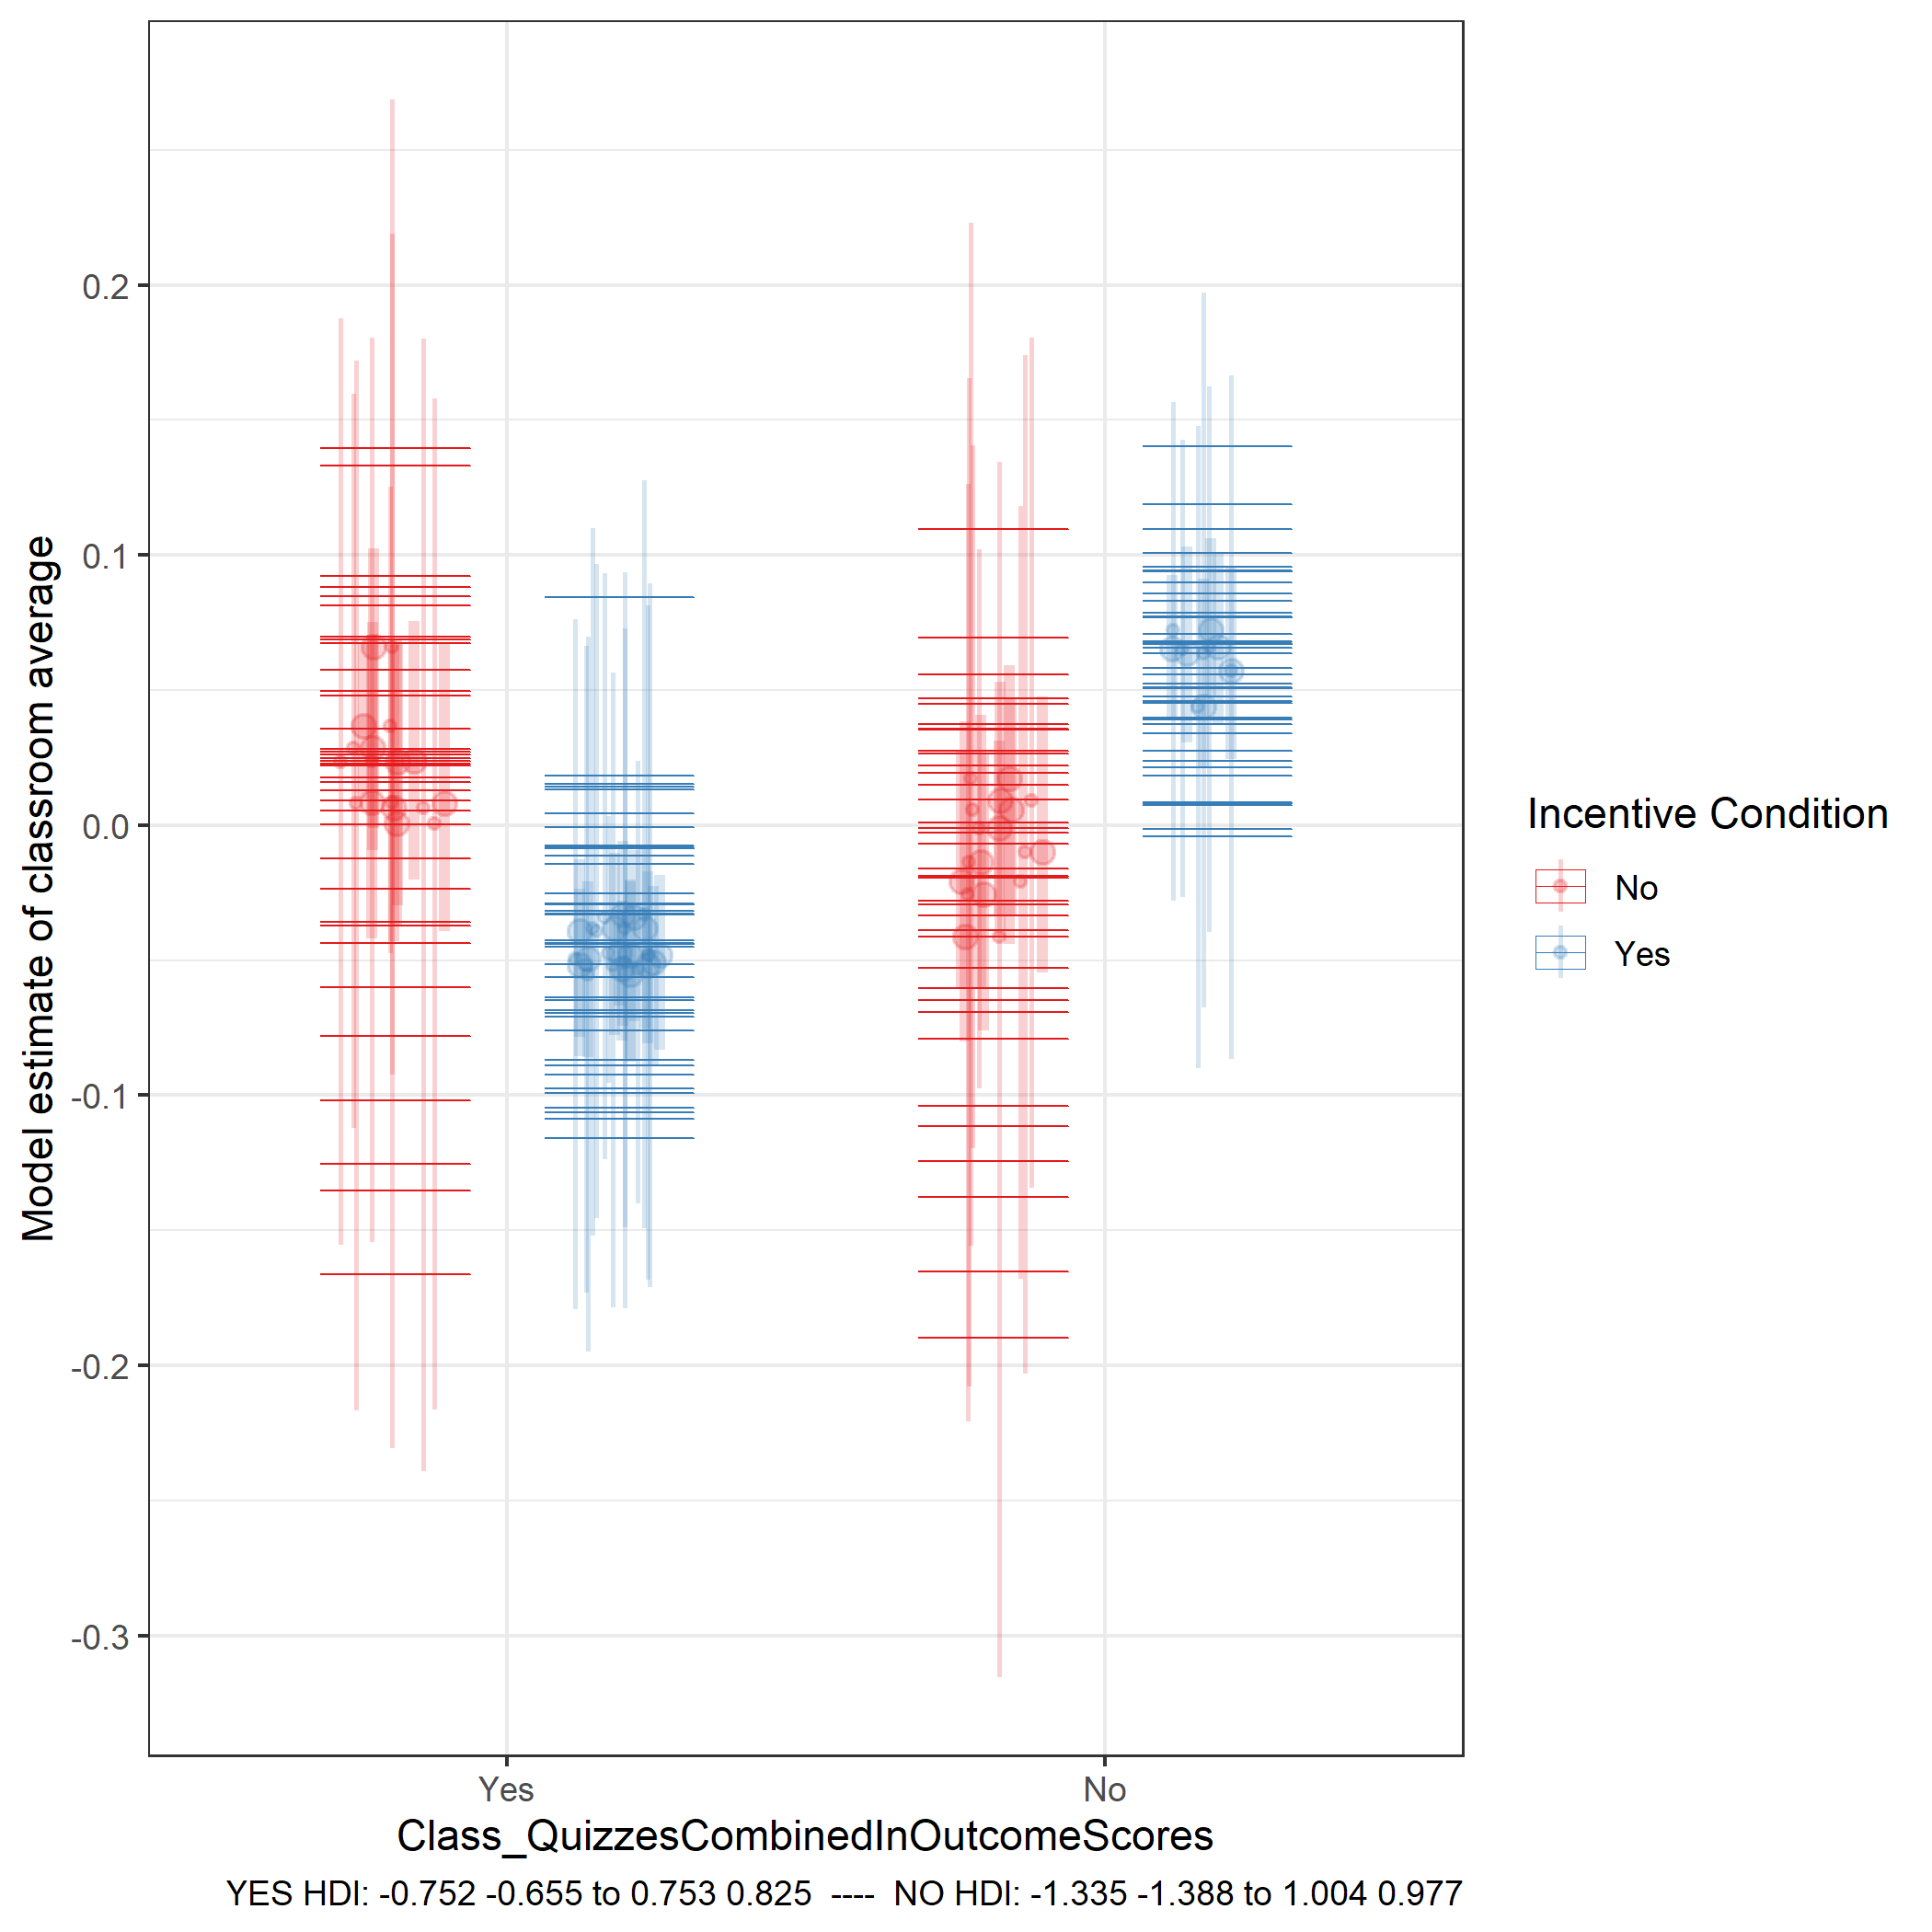 Model estimate of classroom average
0.2
0.1
0.0
-0.1
-0.2
-0.3
Yes
No
Class_QuizzesCombinedInOutcomeScores
YES HDI: -0.752 -0.655 to 0.753 0.825 ---- NO HDI: -1.335 -1.388 to 1.004 0.977
Incentive Condition
No
Yes